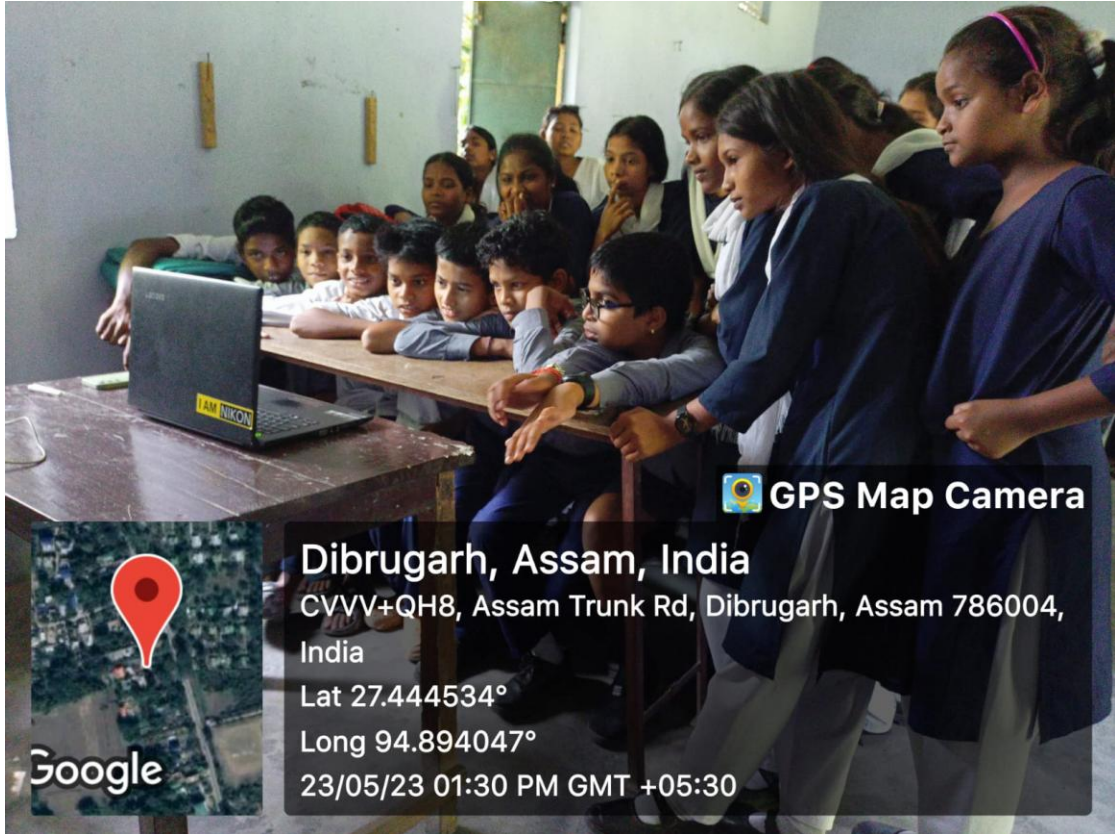 LENOVO
I AM NIKON
GPS Map Camera
Dibrugarh, Assam, India
CVVV+QH8, Assam Trunk Rd, Dibrugarh, Assam 786004,
India
Lat 27.444534°
Long 94.894047°
23/05/23 01:30 PM GMT +05:30
Google